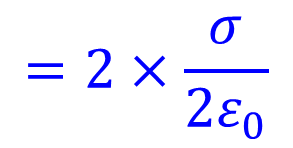 = 2 × σ / 2ε₀